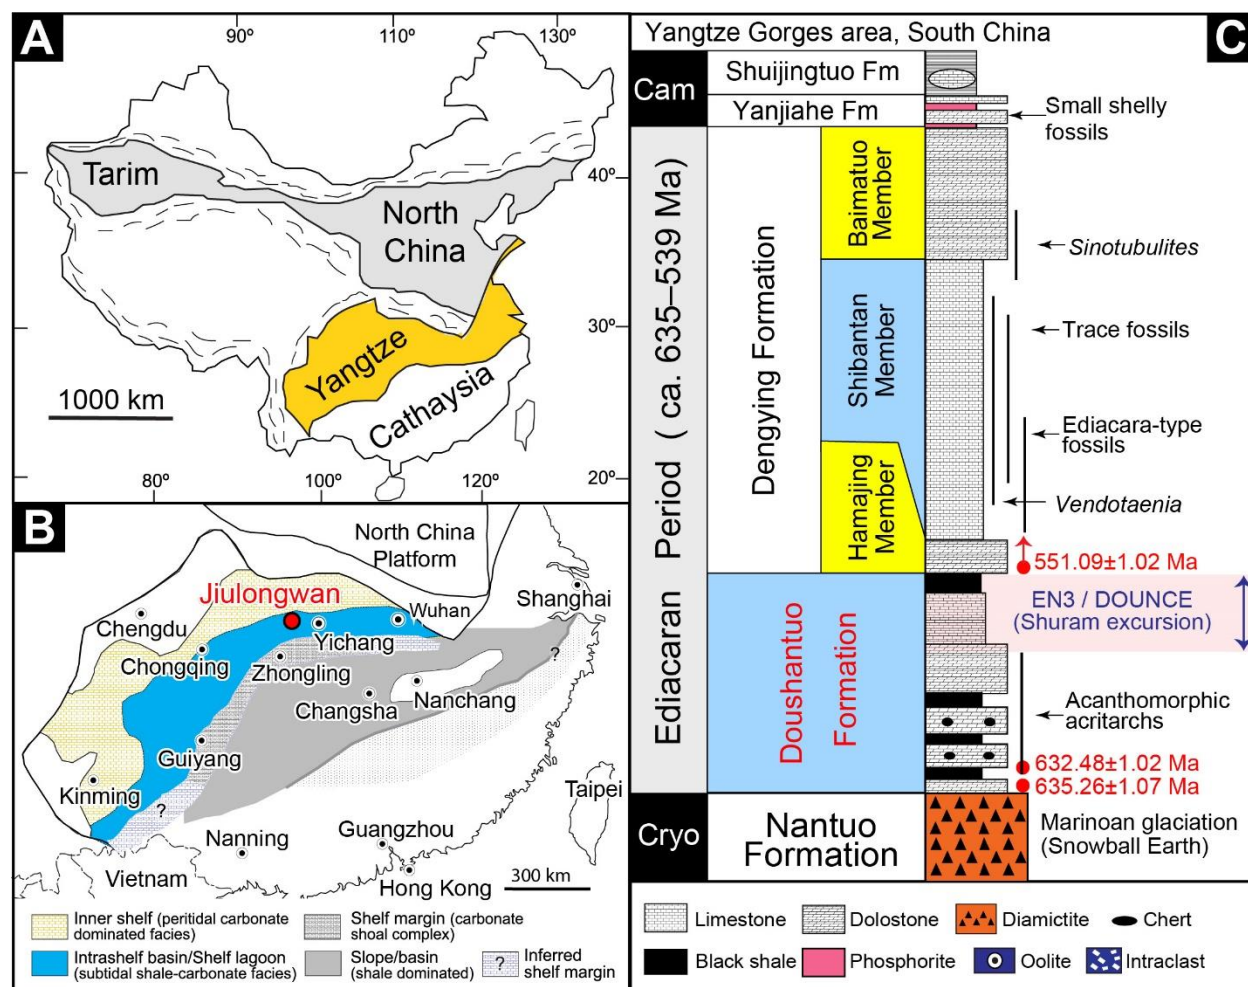 A
90º
110º
130º
Tarim
North
China
40º
30º
20º
Yangtze
Cathaysia
1000 km
80º
100º
120º
B
North China
Platform
Jiulongwan
Shanghai
Chengdu
Wuhan
Yichang
Chongqing
Zhongling
?
Nanchang
Changsha
Guiyang
Kinming
?
Taipei
Nanning
Guangzhou
Vietnam
Hong Kong
300 km
Inner shelf (peritidal carbonate
dominated facies)
Shelf margin (carbonate
shoal complex)
Intrashelf basin/Shelf lagoon
(subtidal shale-carbonate facies)
Slope/basin
(shale dominated)
?
Inferred
shelf margin
Yangtze Gorges area, South China
C
Cam
Shuijingtuo Fm
Yanjiahe Fm
Small shelly
fossils
Ediacaran Period ( ca. 635–539 Ma)
Dengying Formation
Baimatuo
Member
Sinotubulites
Shibantan
Member
Trace fossils
Ediacara-type
fossils
Hamajing
Member
Vendotaenia
551.09±1.02 Ma
EN3 / DOUNCE
(Shuram excursion)
Doushantuo
Formation
Acanthomorphic
acritarchs
632.48±1.02 Ma
635.26±1.07 Ma
Cryo
Nantuo
Formation
Marinoan glaciation
(Snowball Earth)
Limestone
Dolostone
Diamictite
Chert
Black shale
Phosphorite
Oolite
Intraclast